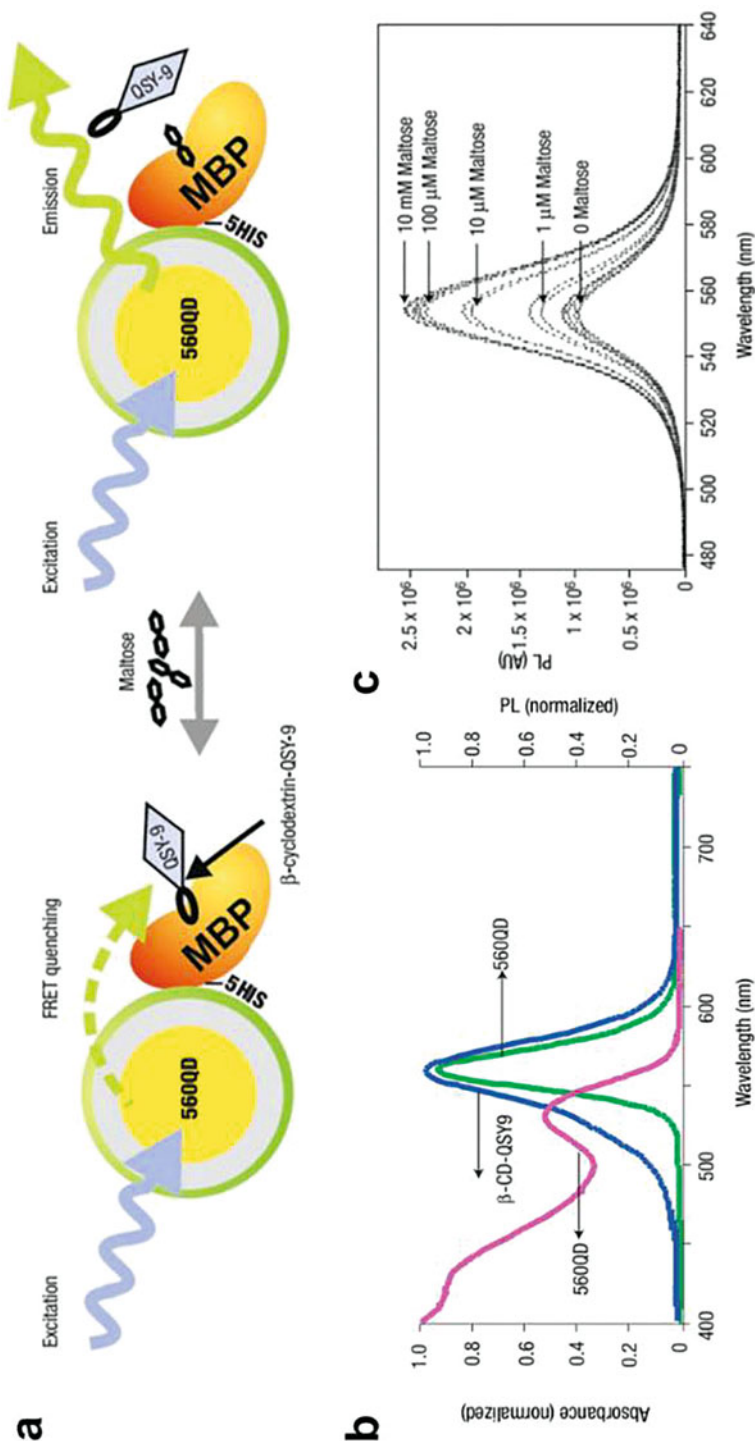 a
Excitation
FRET quenching
560QD
5HIS
MBP
QSY-9
β-cyclodextrin-QSY-9
Maltose
Excitation
Emission
560QD
5HIS
MBP
QSY-9
b
Absorbance (normalized)
1.0
0.8
0.6
0.4
0.2
0
400
500
600
700
Wavelength (nm)
560QD
β-CD-QSY9
560QD
1.0
0.8
0.6
0.4
0.2
0
PL (normalized)
c
PL (AU)
2.5 x 10⁶
2 x 10⁶
1.5 x 10⁶
1 x 10⁶
0.5 x 10⁶
0
480
500
520
540
560
580
600
620
640
Wavelength (nm)
10 mM Maltose
100 μM Maltose
10 μM Maltose
1 μM Maltose
0 Maltose